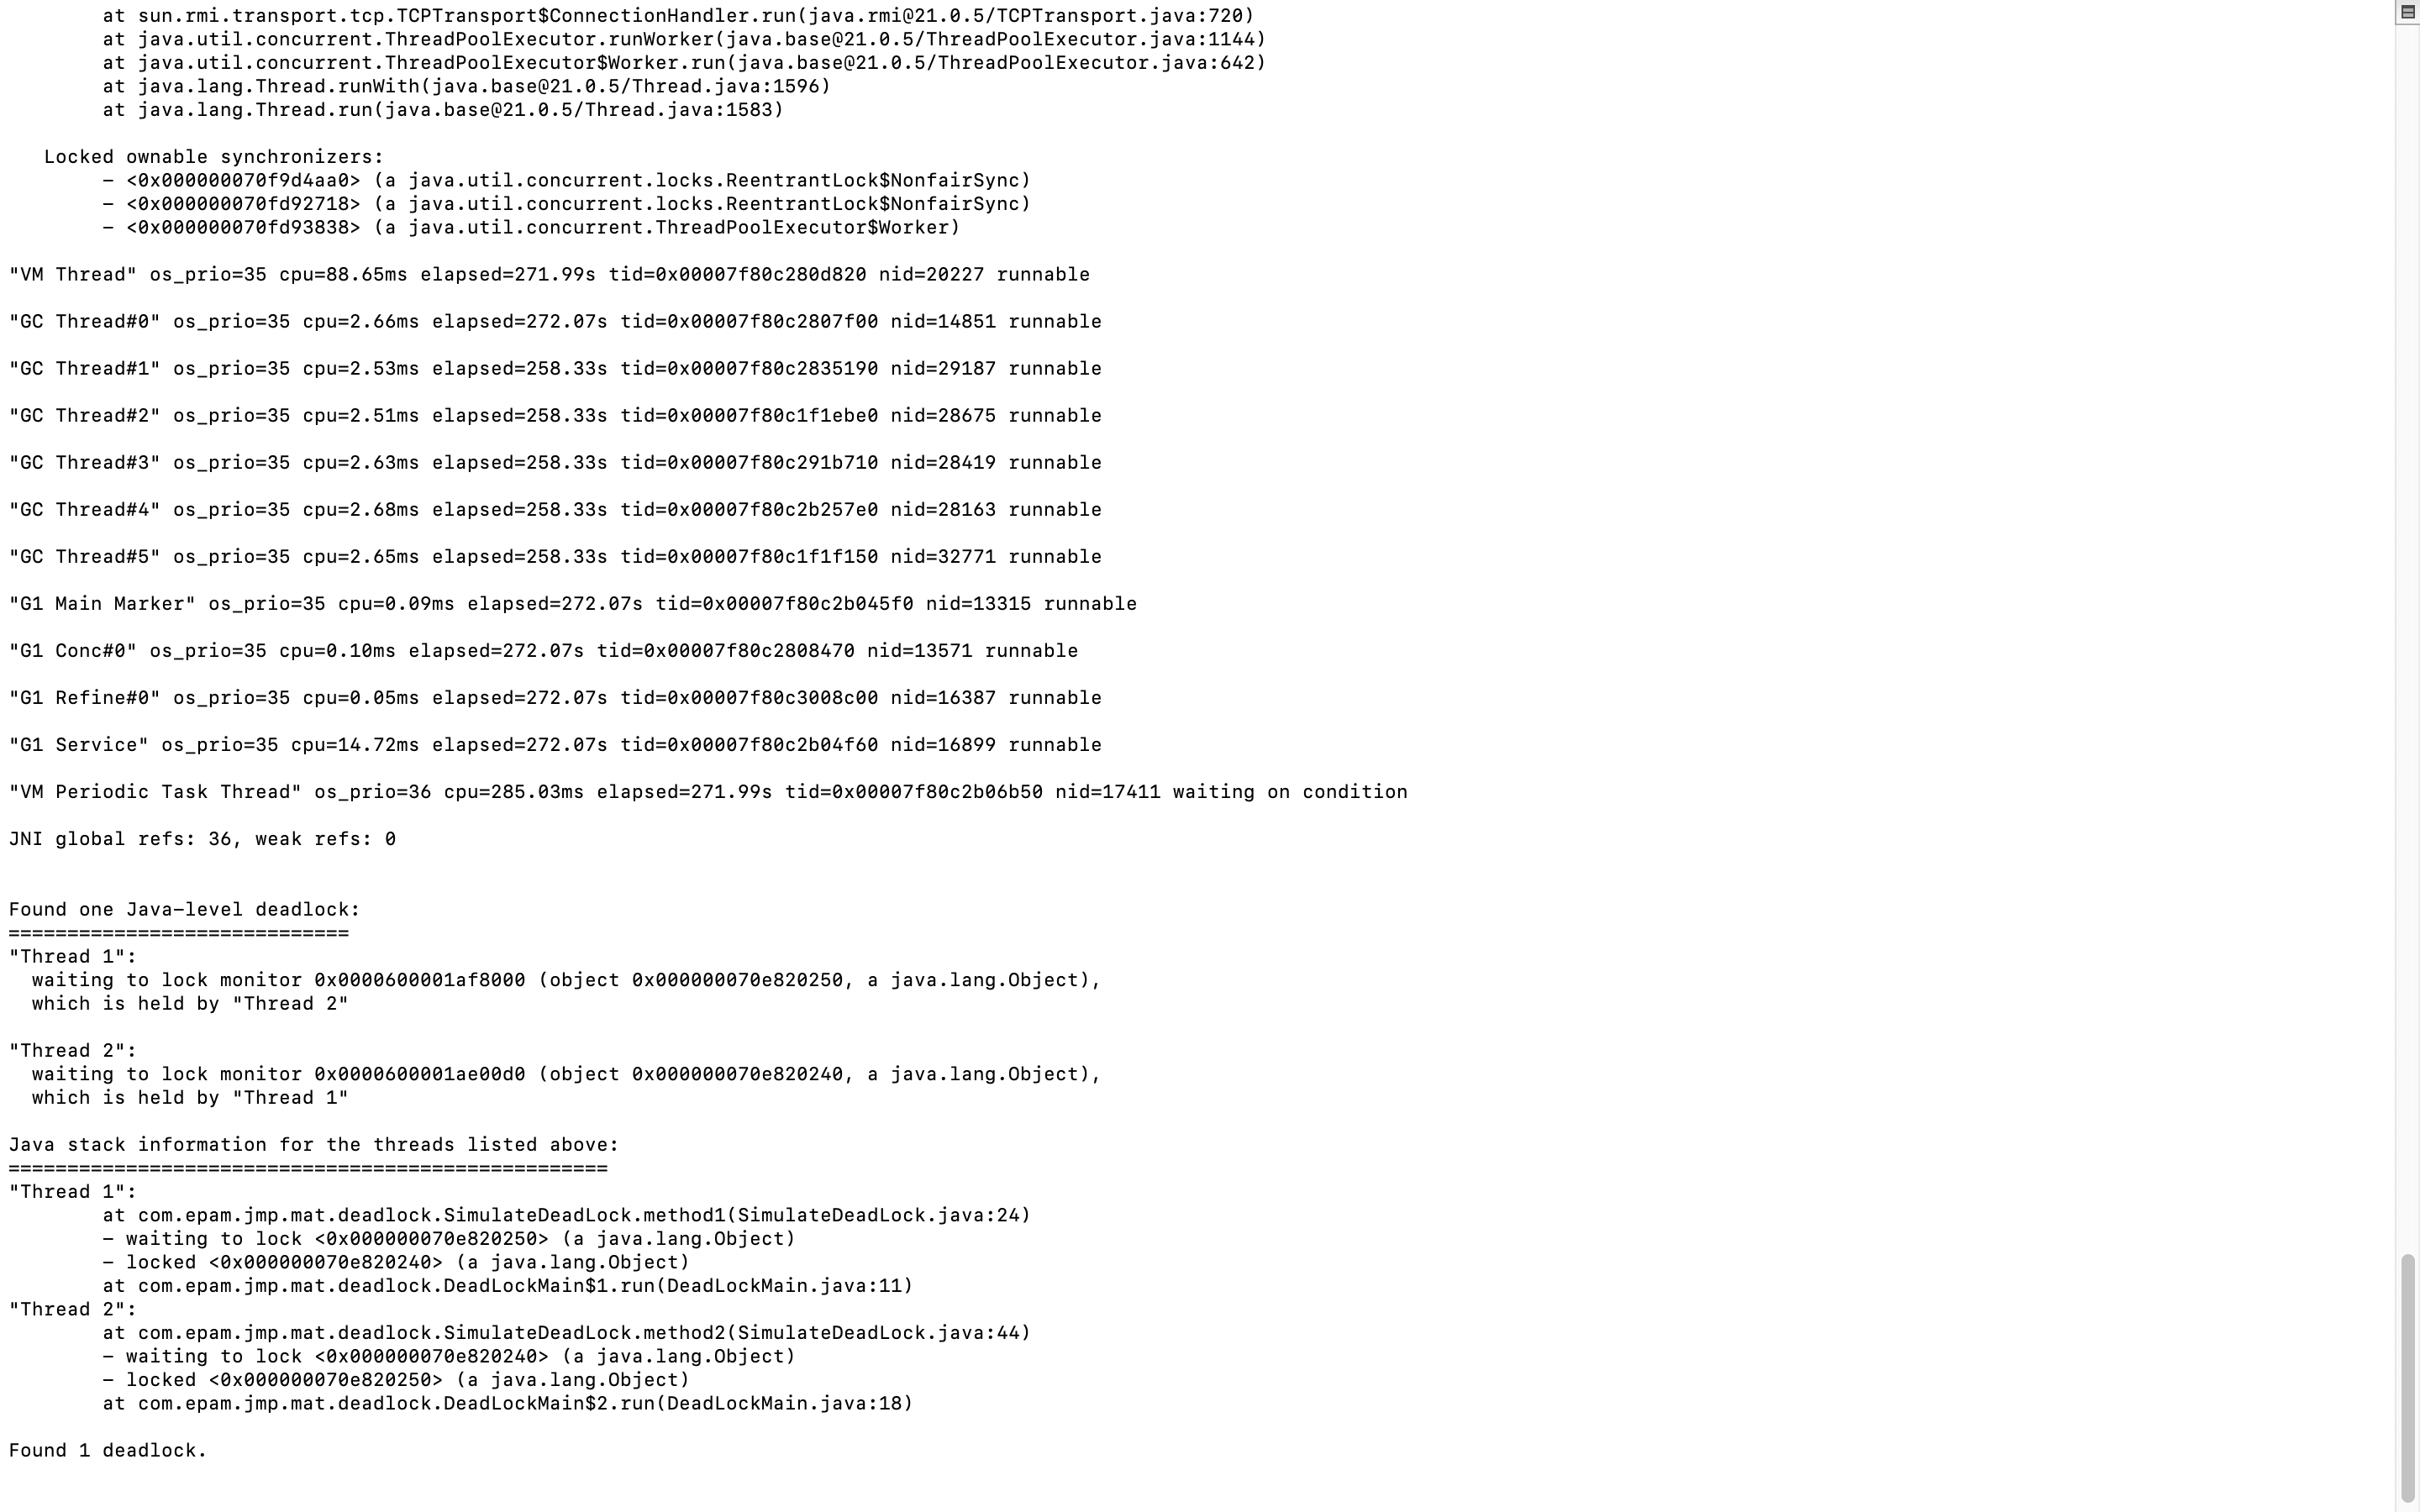 at sun.rmi.transport.tcp.TCPTransport$ConnectionHandler.run(java.rmi@21.0.5/TCPTransport.java:720)
at java.util.concurrent.ThreadPoolExecutor.runWorker(java.base@21.0.5/ThreadPoolExecutor.java:1144)
at java.util.concurrent.ThreadPoolExecutor$Worker.run(java.base@21.0.5/ThreadPoolExecutor.java:642)
at java.lang.Thread.runWith(java.base@21.0.5/Thread.java:1596)
at java.lang.Thread.run(java.base@21.0.5/Thread.java:1583)
Locked ownable synchronizers:
– <0x000000070f9d4aa0> (a java.util.concurrent.locks.ReentrantLock$NonfairSync)
– <0x000000070fd92718> (a java.util.concurrent.locks.ReentrantLock$NonfairSync)
– <0x000000070fd93838> (a java.util.concurrent.ThreadPoolExecutor$Worker)
"VM Thread" os_prio=35 cpu=88.65ms elapsed=271.99s tid=0x00007f80c280d820 nid=20227 runnable
"GC Thread#0" os_prio=35 cpu=2.66ms elapsed=272.07s tid=0x00007f80c2807f00 nid=14851 runnable
"GC Thread#1" os_prio=35 cpu=2.53ms elapsed=258.33s tid=0x00007f80c2835190 nid=29187 runnable
"GC Thread#2" os_prio=35 cpu=2.51ms elapsed=258.33s tid=0x00007f80c1f1ebe0 nid=28675 runnable
"GC Thread#3" os_prio=35 cpu=2.63ms elapsed=258.33s tid=0x00007f80c291b710 nid=28419 runnable
"GC Thread#4" os_prio=35 cpu=2.68ms elapsed=258.33s tid=0x00007f80c2b257e0 nid=28163 runnable
"GC Thread#5" os_prio=35 cpu=2.65ms elapsed=258.33s tid=0x00007f80c1f1f150 nid=32771 runnable
"G1 Main Marker" os_prio=35 cpu=0.09ms elapsed=272.07s tid=0x00007f80c2b045f0 nid=13315 runnable
"G1 Conc#0" os_prio=35 cpu=0.10ms elapsed=272.07s tid=0x00007f80c2808470 nid=13571 runnable
"G1 Refine#0" os_prio=35 cpu=0.05ms elapsed=272.07s tid=0x00007f80c3008c00 nid=16387 runnable
"G1 Service" os_prio=35 cpu=14.72ms elapsed=272.07s tid=0x00007f80c2b04f60 nid=16899 runnable
"VM Periodic Task Thread" os_prio=36 cpu=285.03ms elapsed=271.99s tid=0x00007f80c2b06b50 nid=17411 waiting on condition
JNI global refs: 36, weak refs: 0
Found one Java–level deadlock:
=============================
"Thread 1":
waiting to lock monitor 0x0000600001af8000 (object 0x000000070e820250, a java.lang.Object),
which is held by "Thread 2"
"Thread 2":
waiting to lock monitor 0x0000600001ae00d0 (object 0x000000070e820240, a java.lang.Object),
which is held by "Thread 1"
Java stack information for the threads listed above:
===================================================
"Thread 1":
at com.epam.jmp.mat.deadlock.SimulateDeadLock.method1(SimulateDeadLock.java:24)
– waiting to lock <0x000000070e820250> (a java.lang.Object)
– locked <0x000000070e820240> (a java.lang.Object)
at com.epam.jmp.mat.deadlock.DeadLockMain$1.run(DeadLockMain.java:11)
"Thread 2":
at com.epam.jmp.mat.deadlock.SimulateDeadLock.method2(SimulateDeadLock.java:44)
– waiting to lock <0x000000070e820240> (a java.lang.Object)
– locked <0x000000070e820250> (a java.lang.Object)
at com.epam.jmp.mat.deadlock.DeadLockMain$2.run(DeadLockMain.java:18)
Found 1 deadlock.